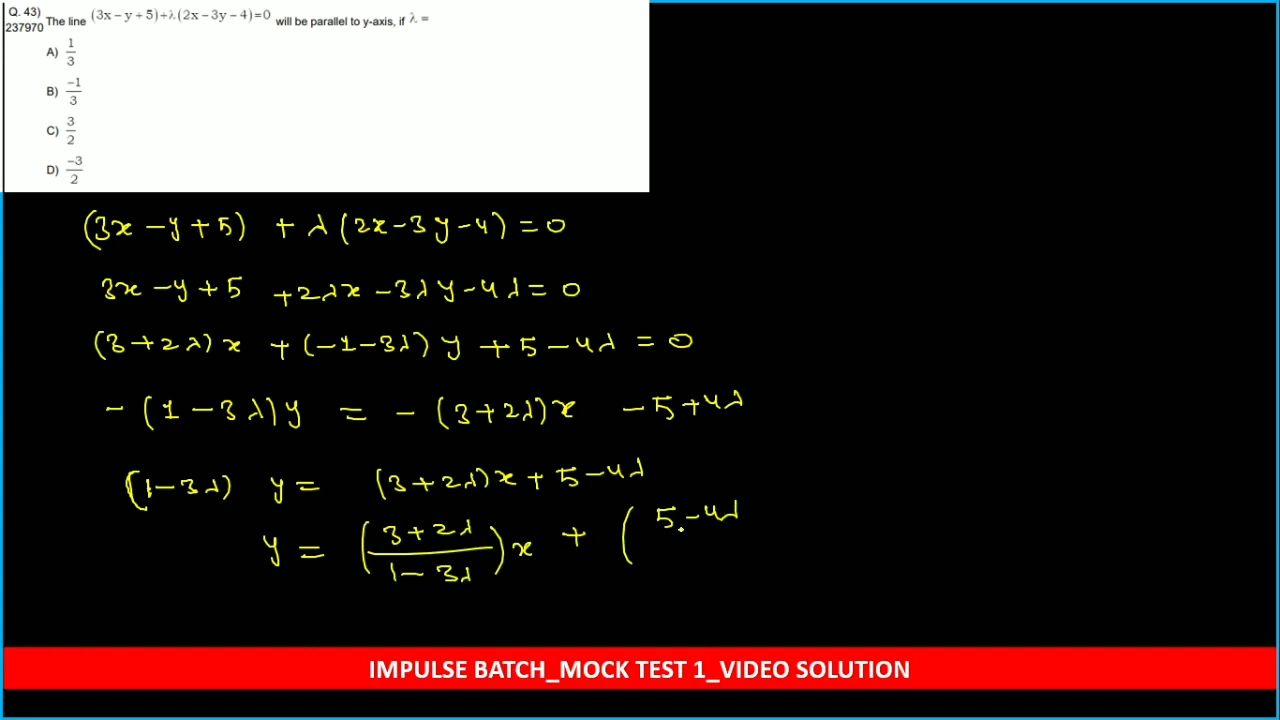 Q. 43)
237970 The line (3x − y + 5)+λ(2x − 3y − 4)=0 will be parallel to y-axis, if λ =
A) 1/3
B) −1/3
C) 3/2
D) −3/2
(3x − y + 5) + λ (2x − 3y − 4) = 0
3x − y + 5 + 2λx − 3λy − 4λ = 0
(3 + 2λ) x + (−1 − 3λ) y + 5 − 4λ = 0
− (1 − 3λ) y = − (3 + 2λ) x − 5 + 4λ
(1 − 3λ) y = (3 + 2λ) x + 5 − 4λ
y = ((3 + 2λ)/(1 − 3λ)) x + ( 5 − 4λ
IMPULSE BATCH_MOCK TEST 1_VIDEO SOLUTION